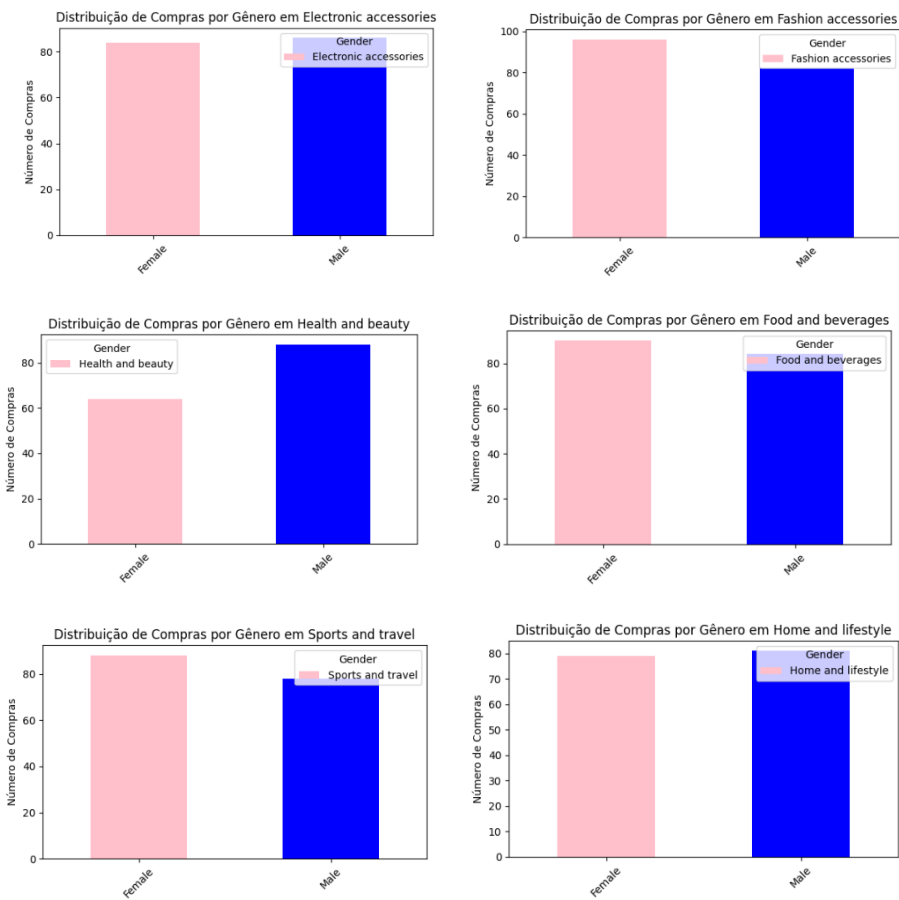 Distribuição de Compras por Gênero em Electronic accessories
Gender
Electronic accessories
Número de Compras
80
60
40
20
0
Female
Male
Distribuição de Compras por Gênero em Fashion accessories
Gender
Fashion accessories
Número de Compras
100
80
60
40
20
0
Female
Male
Distribuição de Compras por Gênero em Health and beauty
Gender
Health and beauty
Número de Compras
80
60
40
20
0
Female
Male
Distribuição de Compras por Gênero em Food and beverages
Gender
Food and beverages
Número de Compras
80
60
40
20
0
Female
Male
Distribuição de Compras por Gênero em Sports and travel
Gender
Sports and travel
Número de Compras
80
60
40
20
0
Female
Male
Distribuição de Compras por Gênero em Home and lifestyle
Gender
Home and lifestyle
Número de Compras
80
70
60
50
40
30
20
10
0
Female
Male